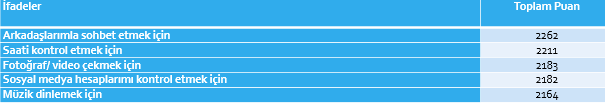 İfadeler Toplam Puan
Arkadaşlarımla sohbet etmek için 2262
Saati kontrol etmek için 2211
Fotoğraf/ video çekmek için 2183
Sosyal medya hesaplarımı kontrol etmek için 2182
Müzik dinlemek için 2164